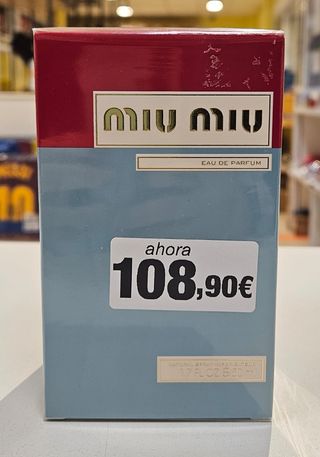 miu miu
EAU DE PARFUM
ahora
108,90€